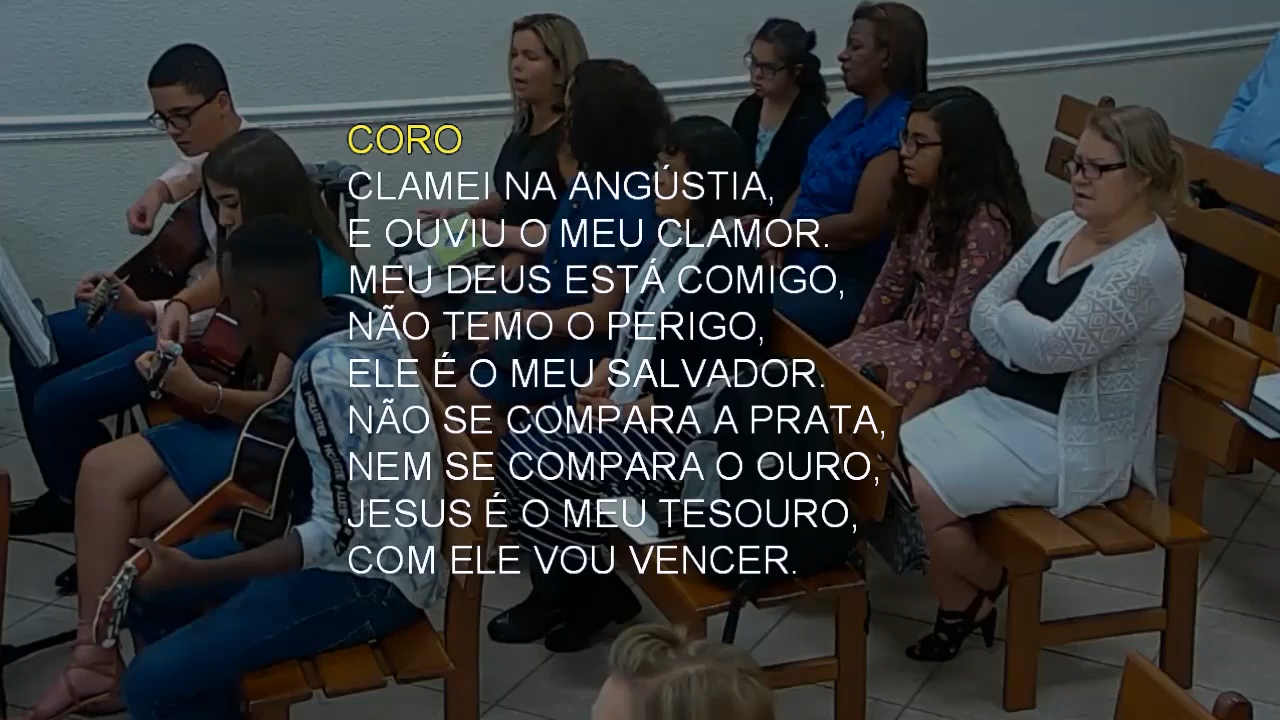 CORO
CLAMEI NA ANGÚSTIA,
E OUVIU O MEU CLAMOR.
MEU DEUS ESTÁ COMIGO,
NÃO TEMO O PERIGO,
ELE É O MEU SALVADOR.
NÃO SE COMPARA A PRATA,
NEM SE COMPARA O OURO,
JESUS É O MEU TESOURO,
COM ELE VOU VENCER.